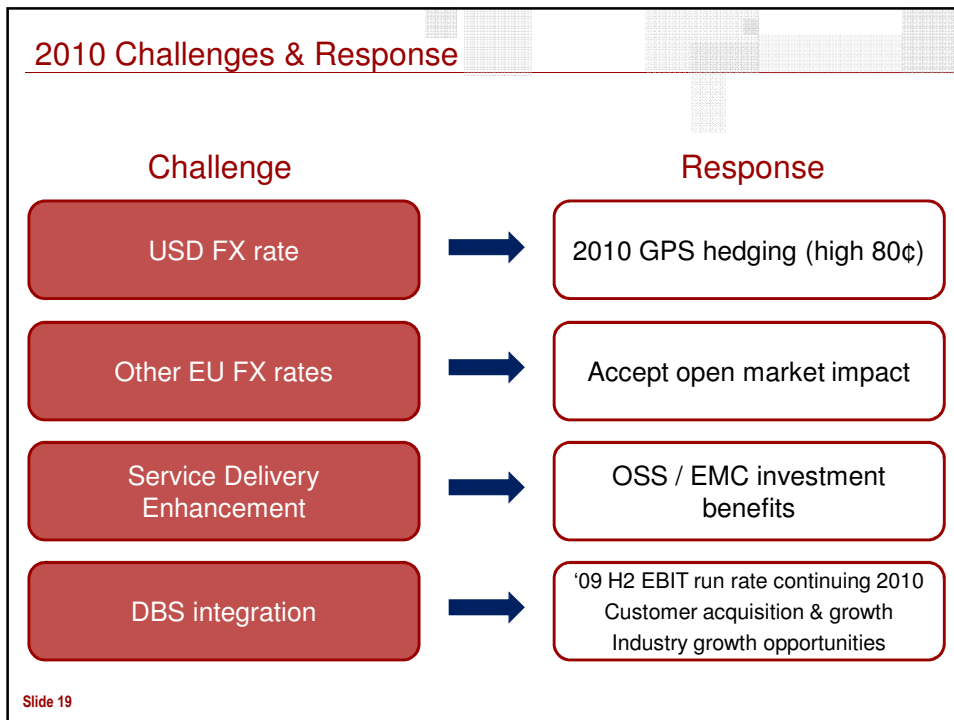 2010 Challenges & Response
Challenge
Response
USD FX rate
2010 GPS hedging (high 80¢)
Other EU FX rates
Accept open market impact
Service Delivery
Enhancement
OSS / EMC investment
benefits
DBS integration
‘09 H2 EBIT run rate continuing 2010
Customer acquisition & growth
Industry growth opportunities
Slide 19